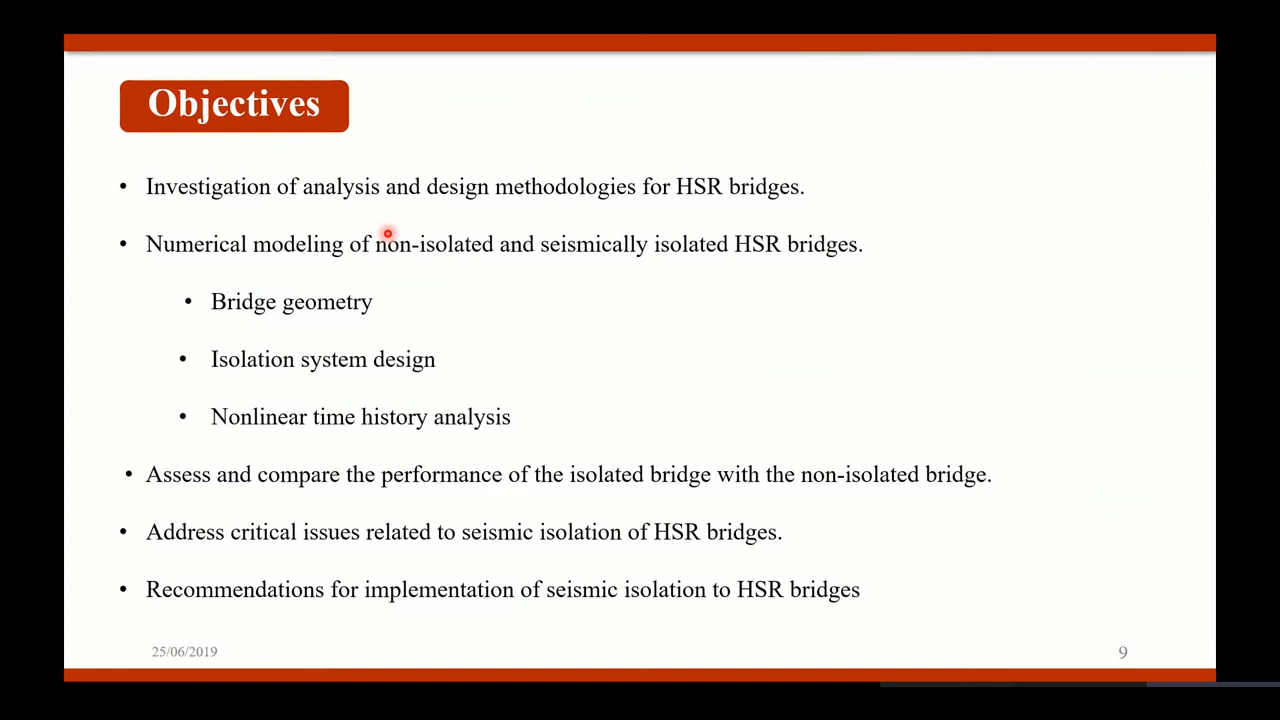 Objectives
• Investigation of analysis and design methodologies for HSR bridges.
• Numerical modeling of non-isolated and seismically isolated HSR bridges.
• Bridge geometry
• Isolation system design
• Nonlinear time history analysis
• Assess and compare the performance of the isolated bridge with the non-isolated bridge.
• Address critical issues related to seismic isolation of HSR bridges.
• Recommendations for implementation of seismic isolation to HSR bridges
25/06/2019
9